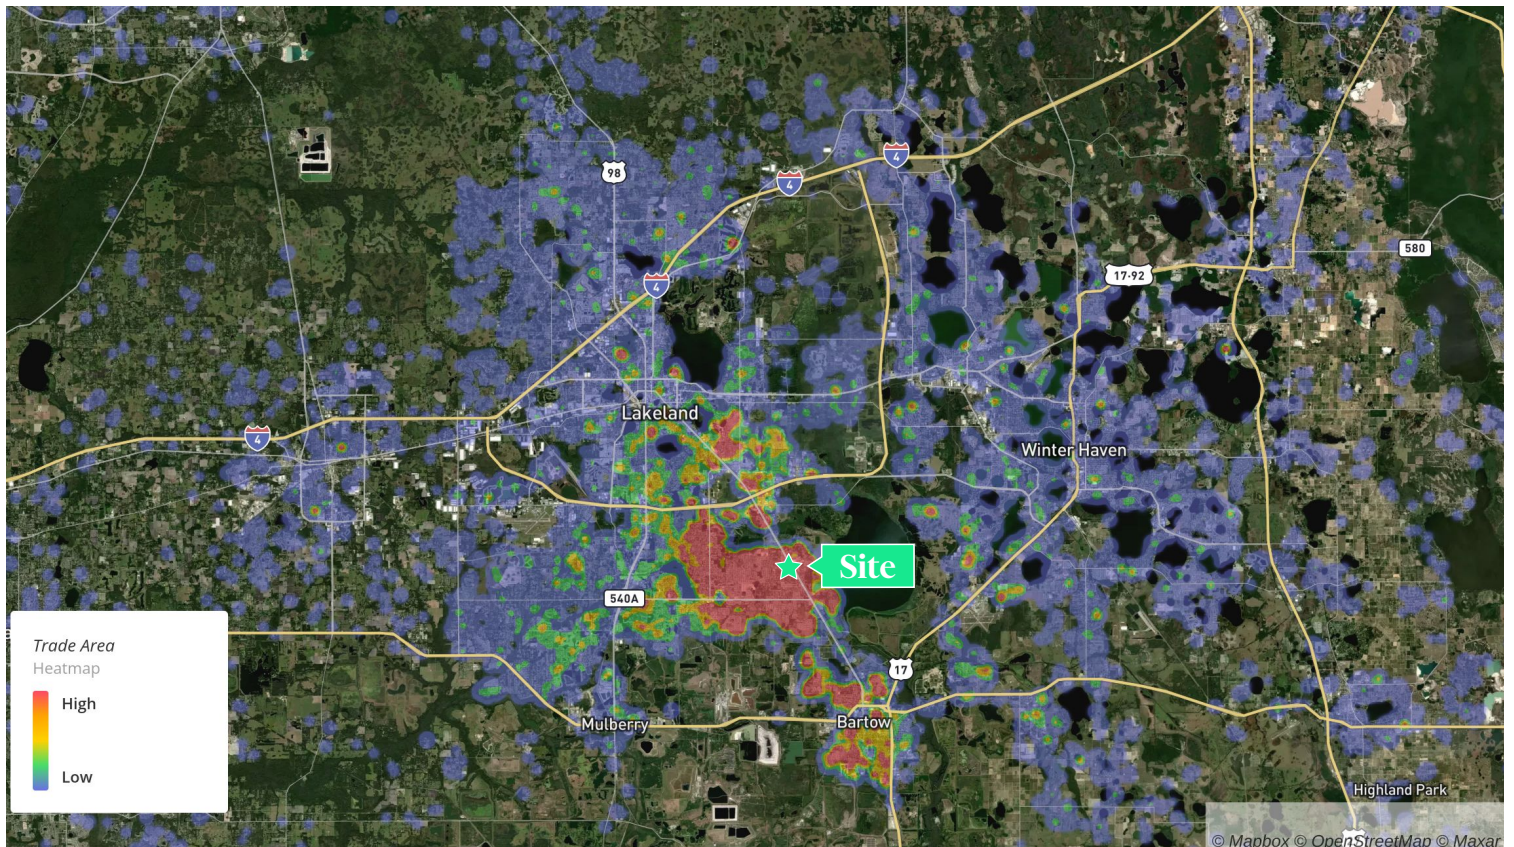 98
4
4
580
17-92
4
Lakeland
4
Winter Haven
Site
540A
Trade Area
Heatmap
High
Low
17
Mulberry
Bartow
Highland Park
© Mapbox © OpenStreetMap © Maxar